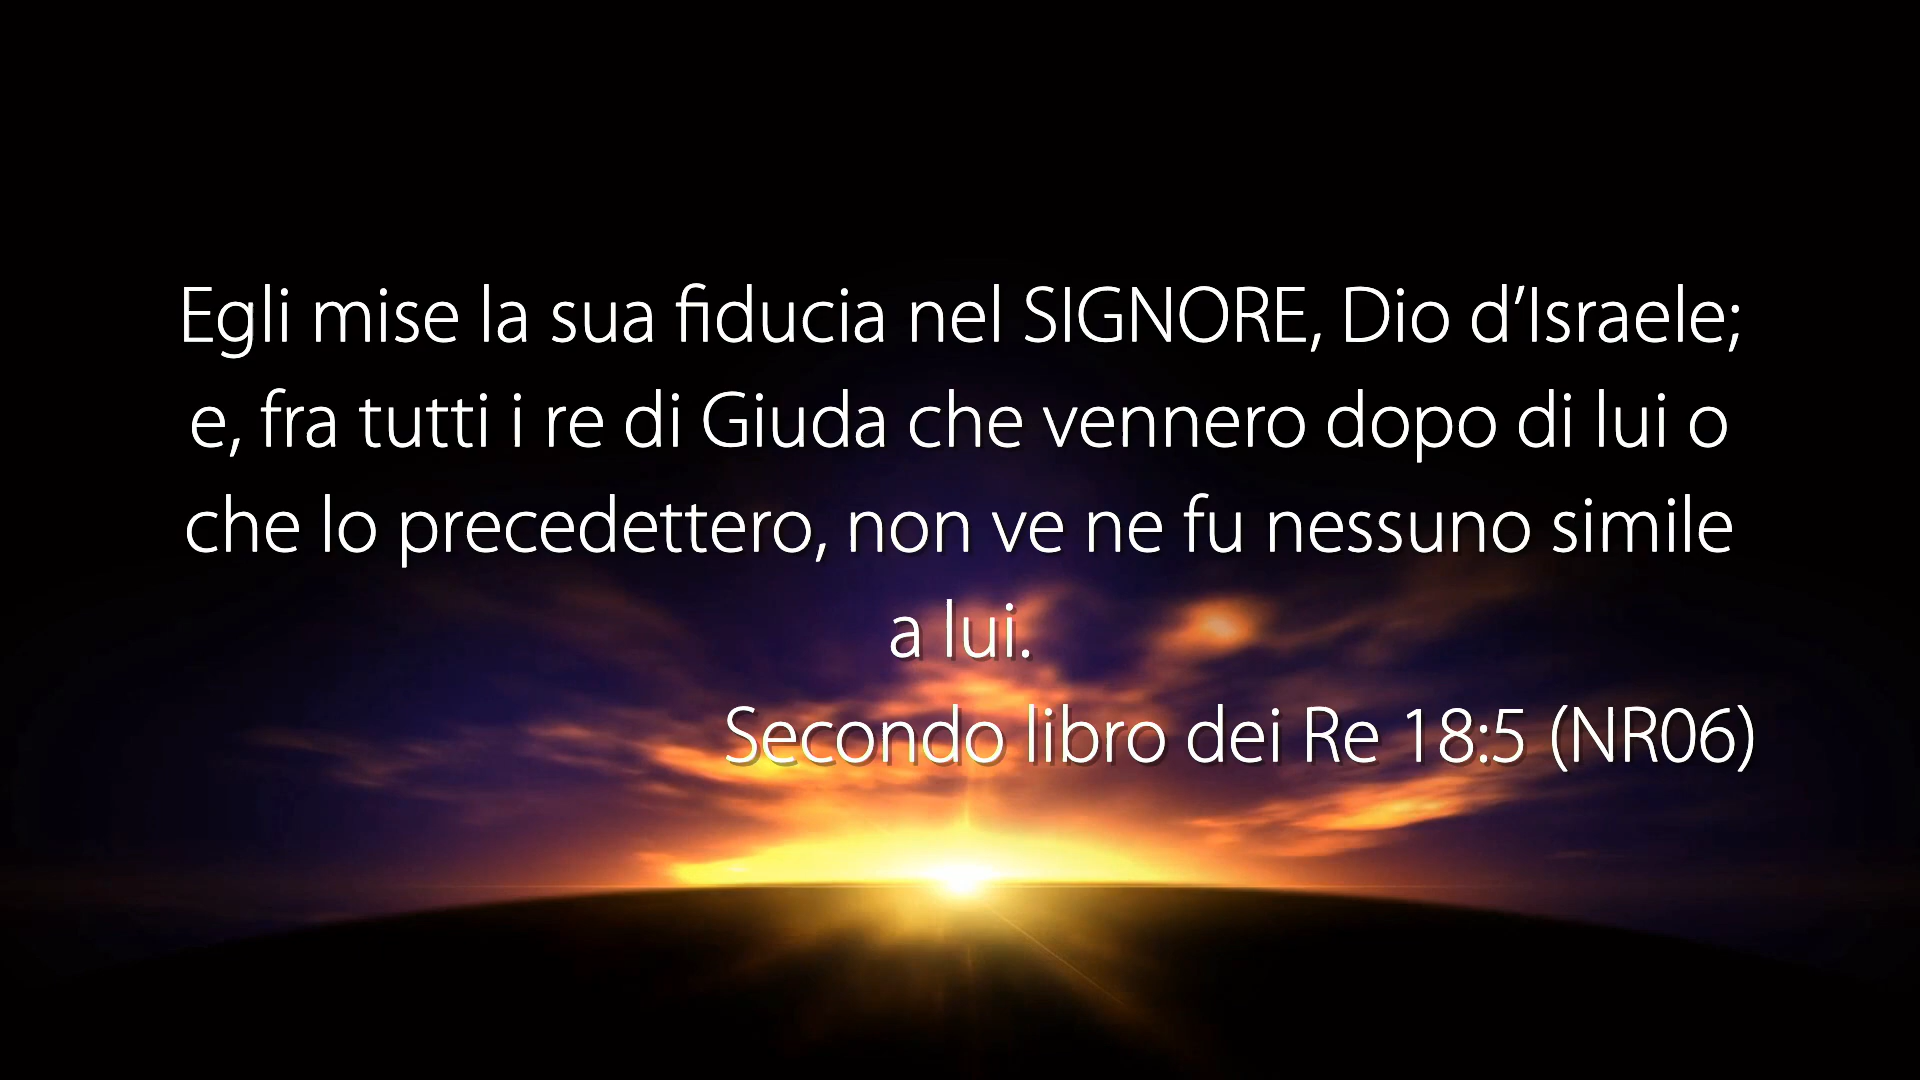 Egli mise la sua fiducia nel SIGNORE, Dio d’Israele;
e, fra tutti i re di Giuda che vennero dopo di lui o
che lo precedettero, non ve ne fu nessuno simile
a lui.
Secondo libro dei Re 18:5 (NR06)